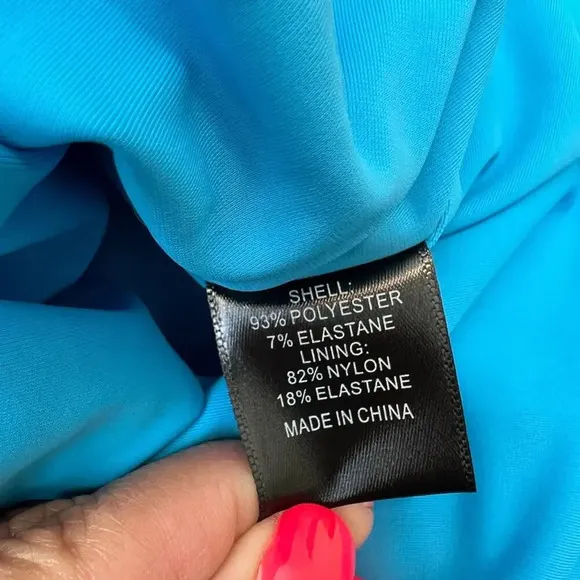 SHELL:
93% POLYESTER
7% ELASTANE
LINING:
82% NYLON
18% ELASTANE
MADE IN CHINA